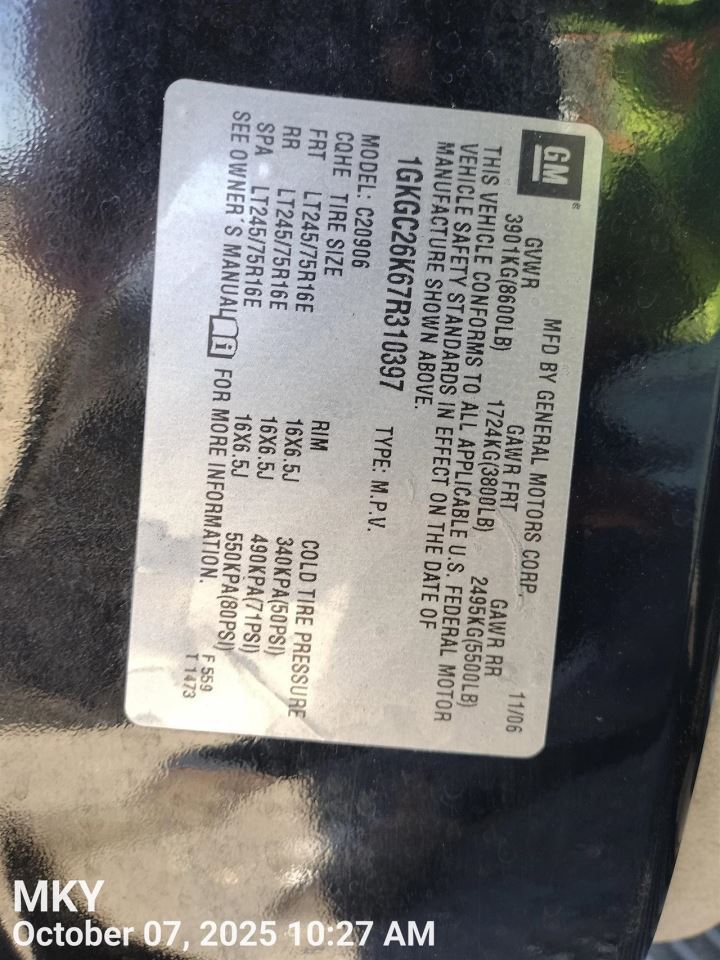 GM
MFD BY GENERAL MOTORS CORP. 11/06
GVWR GAWR FRT GAWR RR
3901KG(8600LB) 1724KG(3800LB) 2495KG(5500LB)
THIS VEHICLE CONFORMS TO ALL APPLICABLE U.S. FEDERAL MOTOR
VEHICLE SAFETY STANDARDS IN EFFECT ON THE DATE OF
MANUFACTURE SHOWN ABOVE.
1GKGC26K67R310397 TYPE: M.P.V.
MODEL: C20906
CQHE TIRE SIZE RIM COLD TIRE PRESSURE
FRT LT245/75R16E 16X6.5J 340KPA(50PSI)
RR LT245/75R16E 16X6.5J 490KPA(71PSI)
SPA LT245/75R16E 16X6.5J 550KPA(80PSI)
SEE OWNER'S MANUAL FOR MORE INFORMATION.
F 559
T 1473
MKY
October 07, 2025 10:27 AM